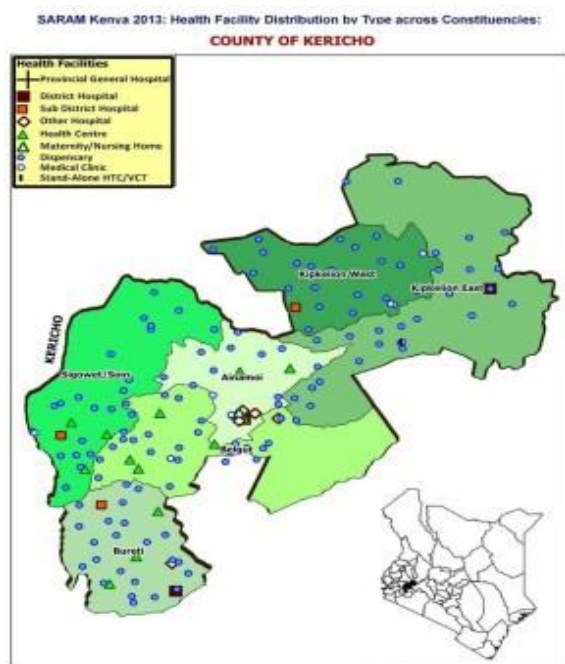 SARAM Kenya 2013: Health Facility Distribution by Type across Constituencies:
COUNTY OF KERICHO
Health Facilities
Provincial General Hospital
District Hospital
Sub District Hospital
Other Hospital
Health Centre
Maternity/Nursing Home
Dispensary
Medical Clinic
Stand-Alone HTC/VCT
Kipkelion West
Kipkelion East
KERICHO
Sigowet/Soin
Ainamoi
Belgut
Bureti